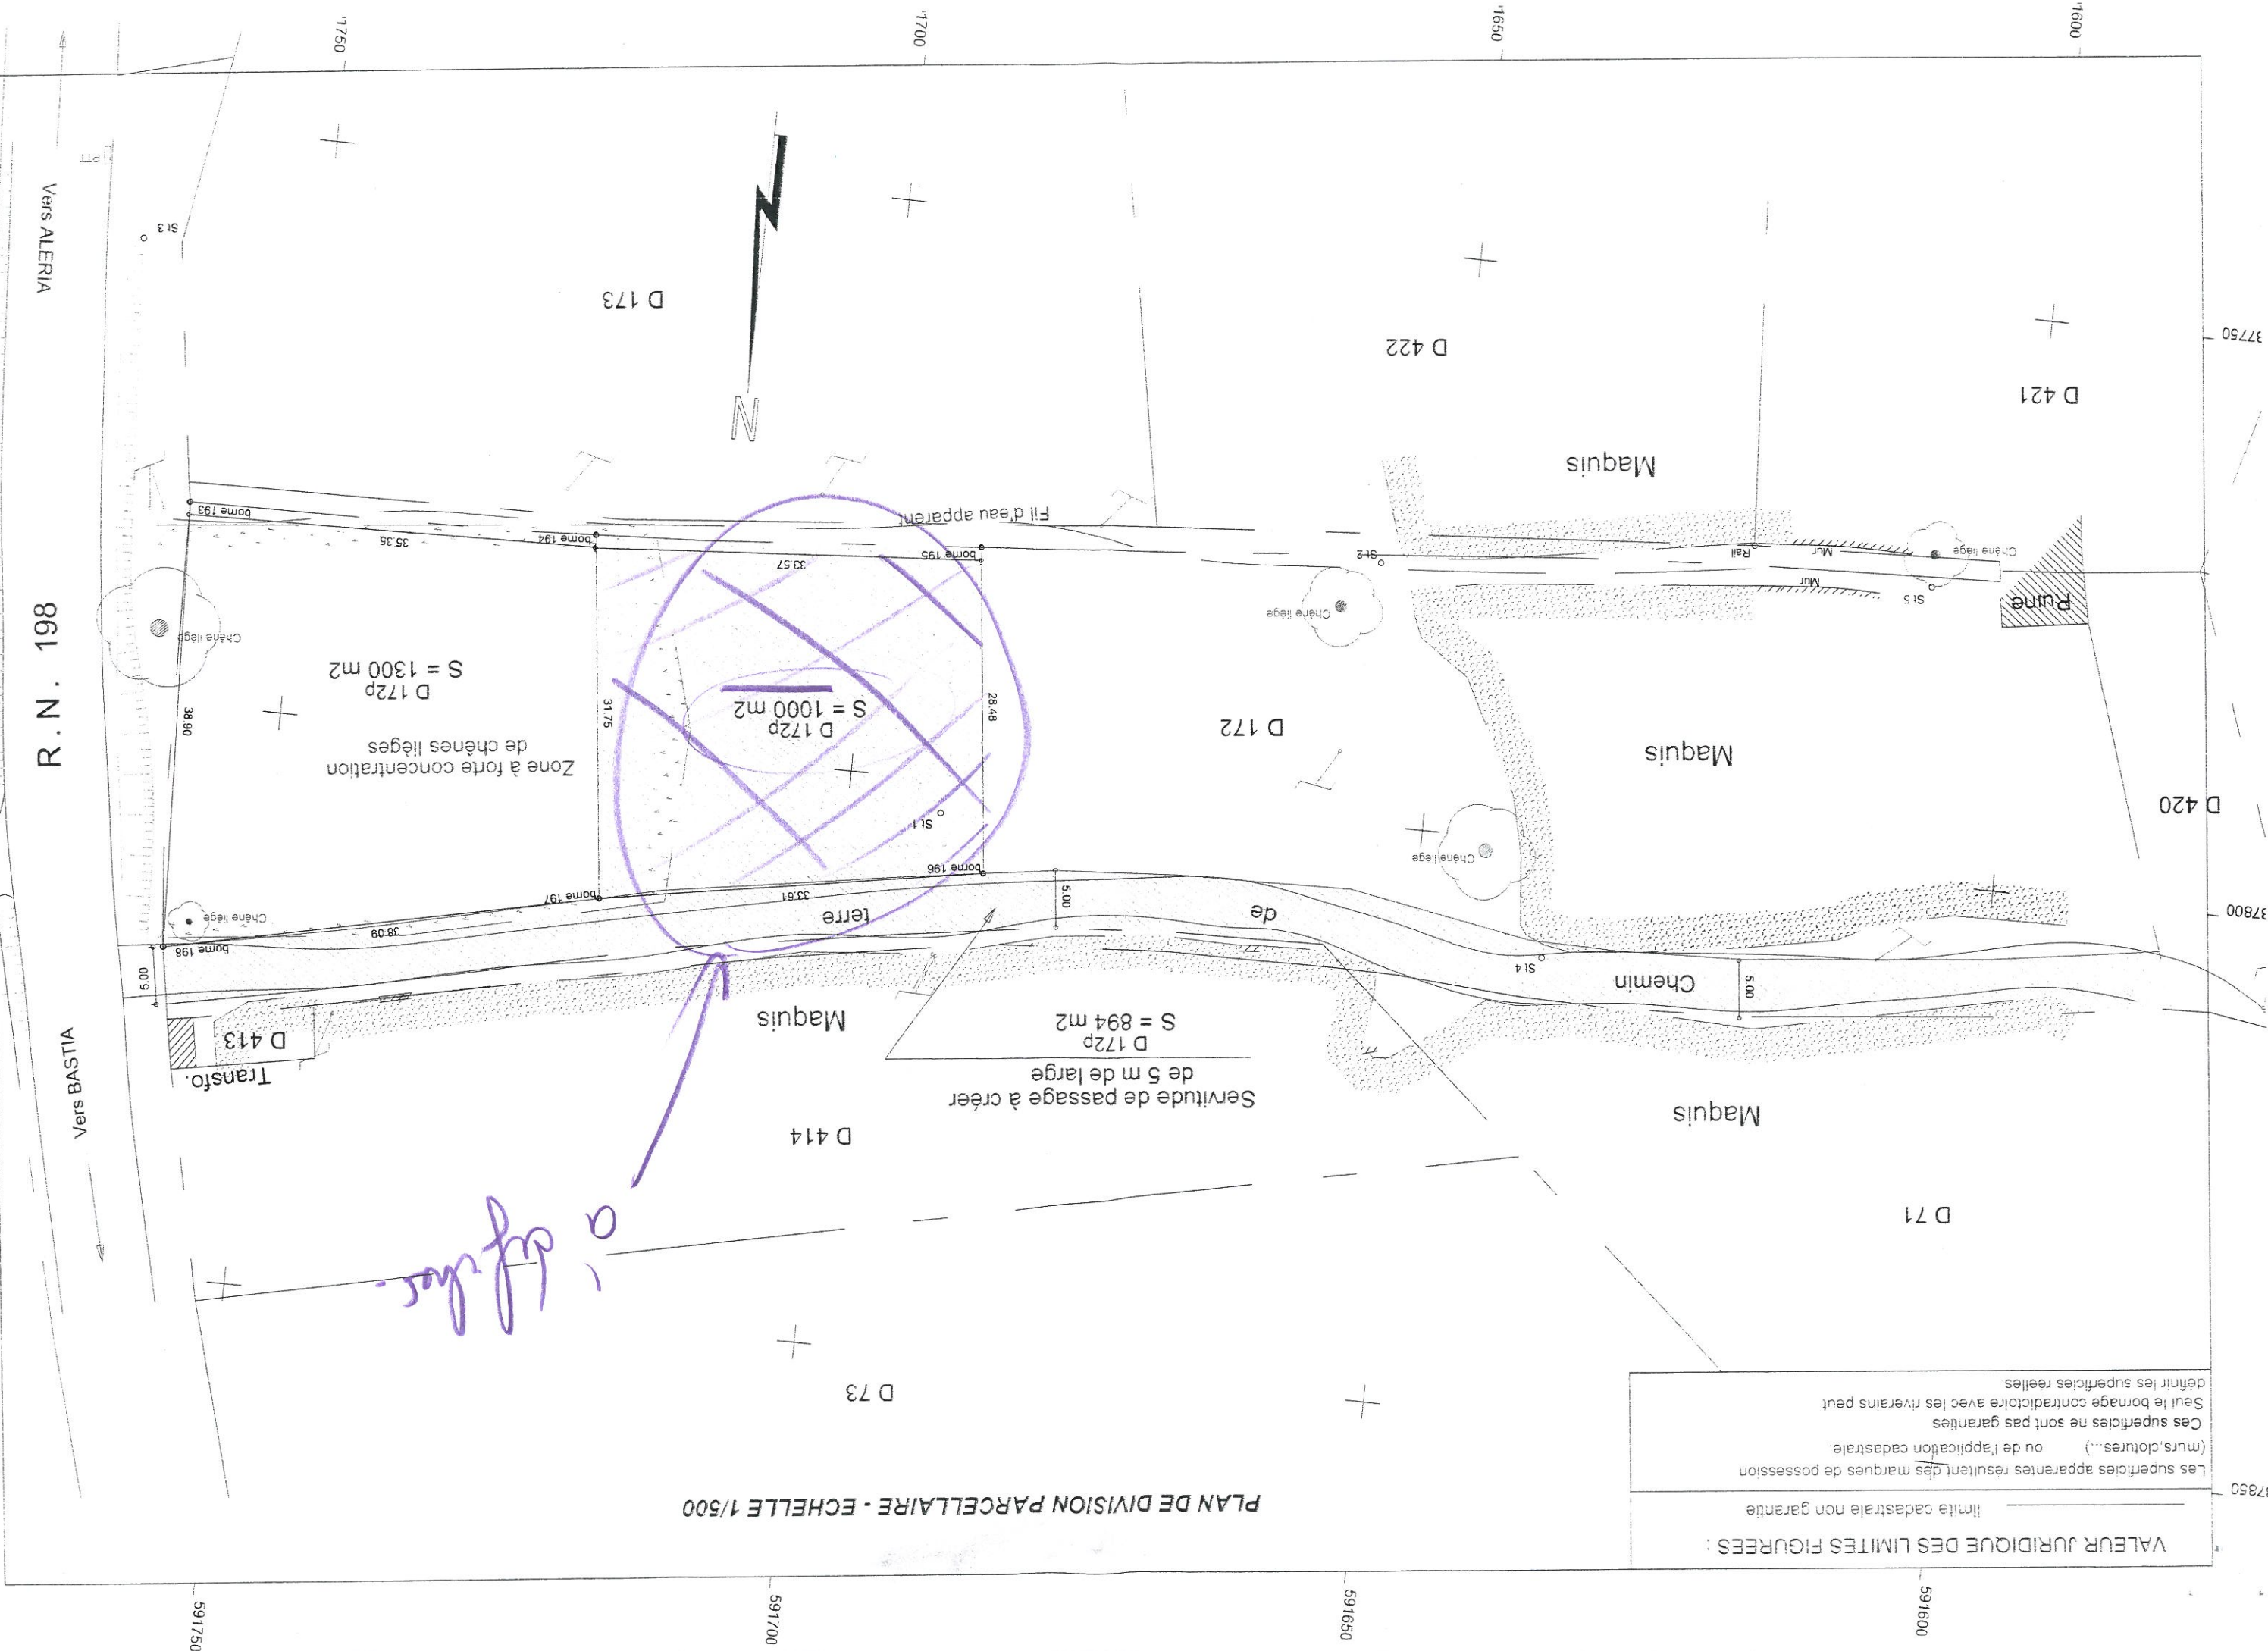 591600
591650
591700
591750
VALEUR JURIDIQUE DES LIMITES FIGUREES :
limite cadastrale non garantie
Les superficies apparentes résultent des marques de possession
(murs,clotures...) ou de l'application cadastrale.
Ces superficies ne sont pas garanties
Seul le bornage contradictoire avec les riverains peut
définir les superficies réelles
PLAN DE DIVISION PARCELLAIRE - ECHELLE 1/500
D 73
à défricher.
D 71
D 414
Maquis
Servitude de passage à créer
de 5 m de large
D 172p
S = 894 m2
Maquis
Transfo.
D 413
Vers BASTIA
5.00
Chemin
5.00
St 4
de
5.00
terre
borne 198
38.09
borne 197
33.61
borne 196
Chêne liège
37800
D 420
Maquis
Chêne liège
St.1
D 172
28.48
D 172p
S = 1000 m2
31.75
Zone à forte concentration
de chênes lièges
D 172p
S = 1300 m2
38.90
Chêne liège
R.N. 198
Ruine
St 5
Mur
Mur
Rail
Chêne liège
Chêne liège
St 2
borne 195
33.57
borne 194
35.35
borne 193
Fil d'eau apparent
Maquis
D 421
D 422
37750
N
D 173
St 3
Vers ALERIA
PTT
1600
1650
1700
1750